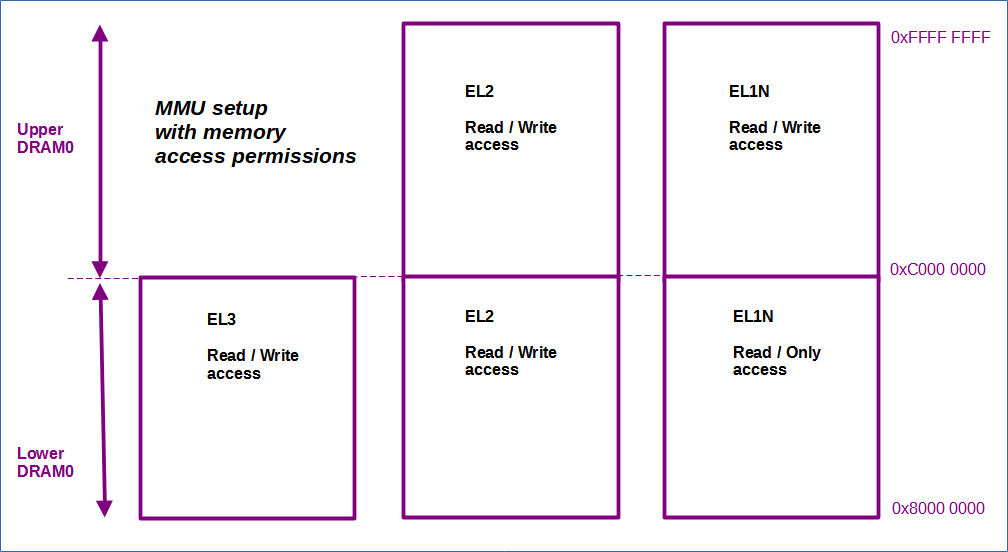 0xFFFF FFFF
MMU setup
with memory
access permissions
EL2
Read / Write
access
EL1N
Read / Write
access
Upper
DRAM0
0xC000 0000
EL3
Read / Write
access
EL2
Read / Write
access
EL1N
Read / Only
access
Lower
DRAM0
0x8000 0000